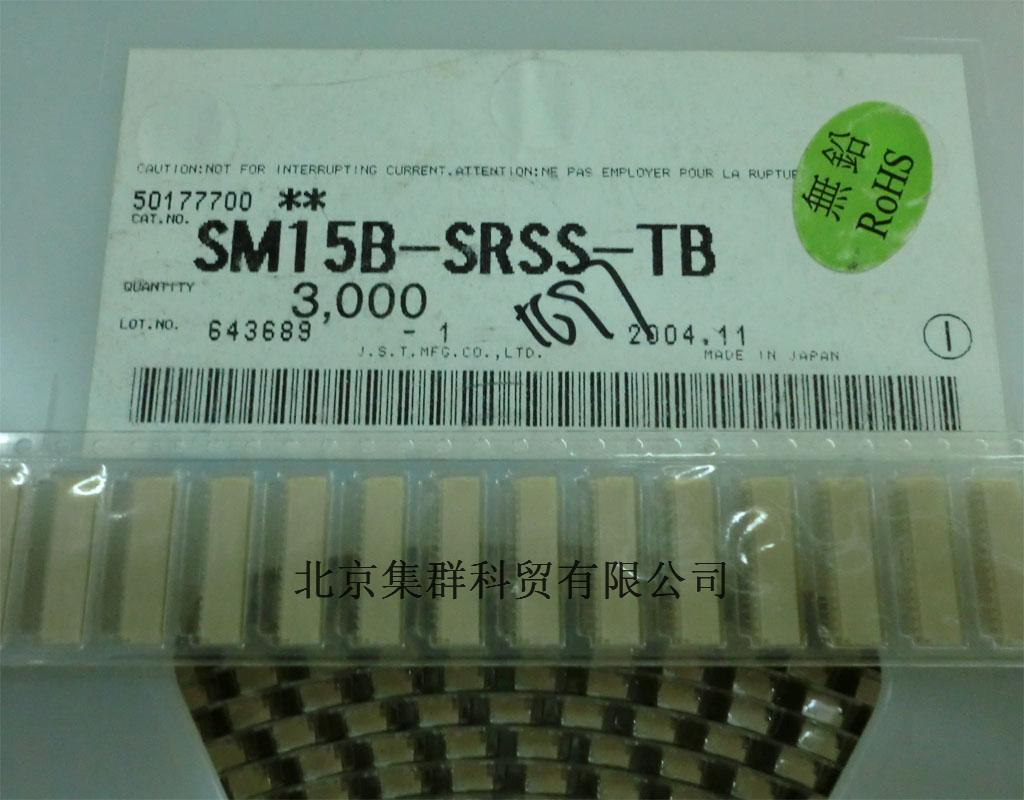 CAUTION:NOT FOR INTERRUPTING CURRENT.ATTENTION:NE PAS EMPLOYER POUR LA RUPTUR
無鉛
RoHS
50177700 **
CAT.NO.
SM15B-SRSS-TB
QUANTITY
3,000
LOT.NO. 643689 - 1 2004.11
J.S.T.MFG.CO.,LTD. MADE IN JAPAN
1
北京集群科贸有限公司